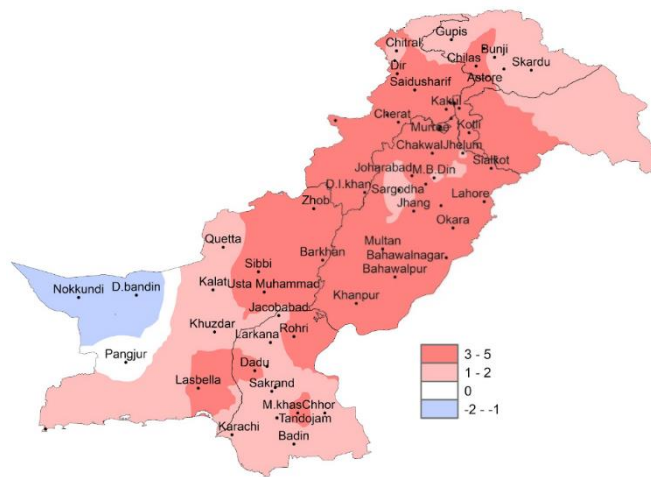 Gupis
Chitral
Bunji
Chilas
Skardu
Dir
Astore
Saidusharif
Kakul
Cherat
Murree
Kotli
Chakwal
Jhelum
Joharabad
M.B.Din
Sialkot
D.I.khan
Sargodha
Zhob
Lahore
Jhang
Okara
Quetta
Multan
Barkhan
Bahawalnagar
Sibbi
Bahawalpur
Nokkundi
D.bandin
Kalat
Usta Muhammad
Khanpur
Jacobabad
Khuzdar
Larkana
Rohri
Pangjur
Dadu
Lasbella
Sakrand
M.khas
Chhor
Tandojam
Karachi
Badin
3 - 5
1 - 2
0
-2 - -1